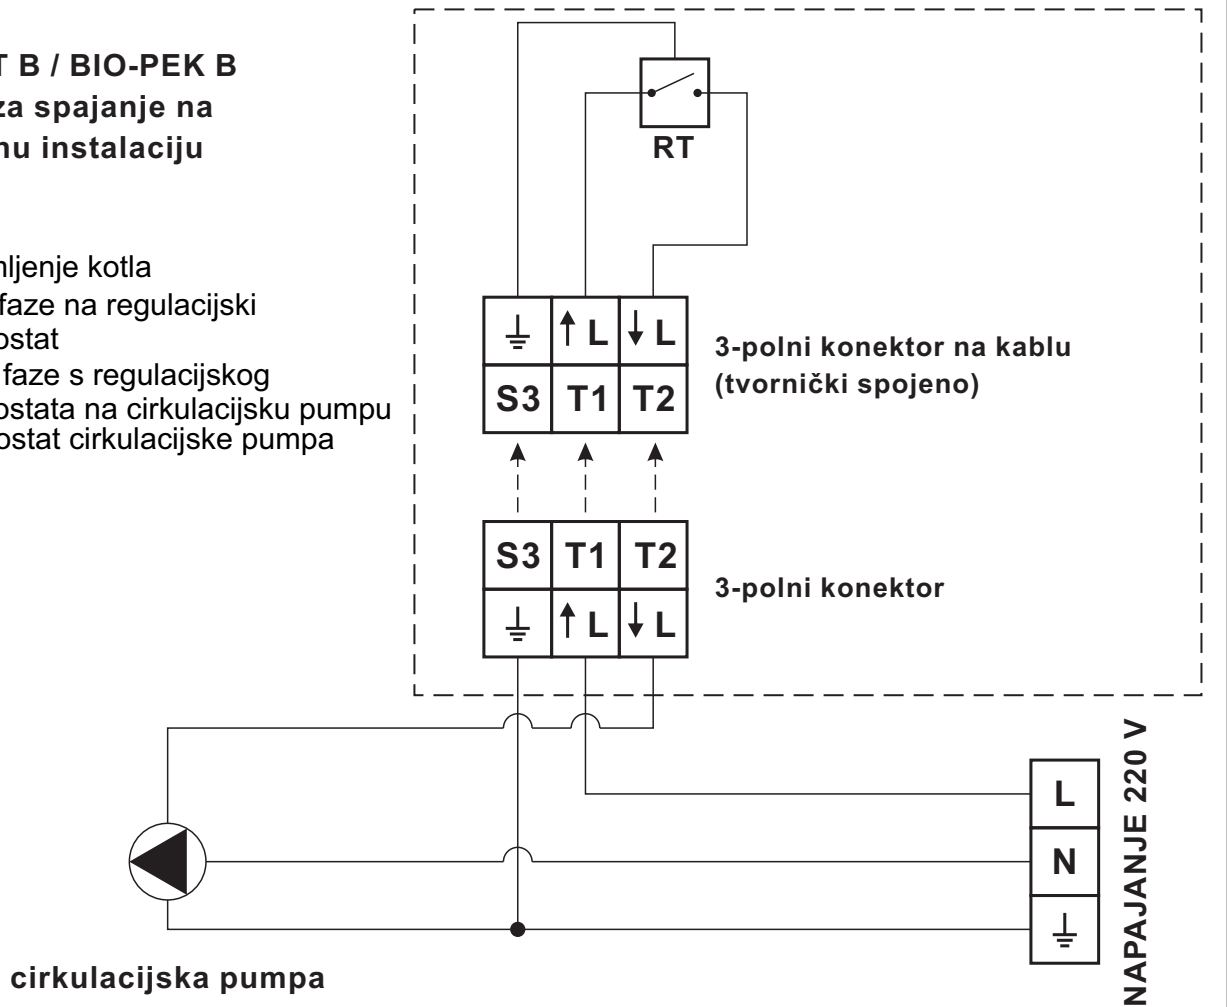 T B / BIO-PEK B
za spajanje na
nu instalaciju
mljenje kotla
faze na regulacijski
ostat
faze s regulacijskog
ostata na cirkulacijsku pumpu
ostat cirkulacijske pumpa
RT
L L
S3 T1 T2
3-polni konektor na kablu
(tvornički spojeno)
S3 T1 T2
L L
3-polni konektor
L
N
NAPAJANJE 220 V
cirkulacijska pumpa